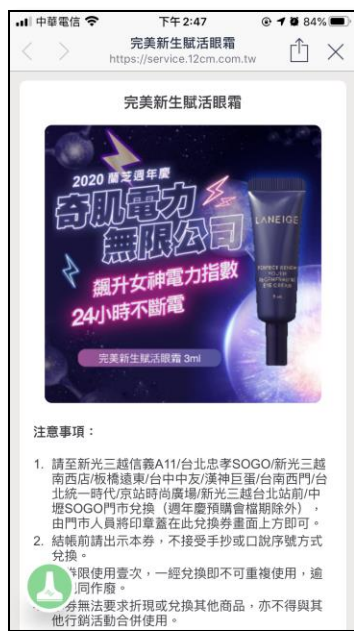 中華電信
下午2:47
84%
完美新生賦活眼霜
https://service.12cm.com.tw
完美新生賦活眼霜
2020 蘭芝週年慶
奇肌電力
無限公司
飆升女神電力指數
24小時不斷電
LANEIGE
PERFECT RENEW
YOUTH
REGENERATING
EYE CREAM
完美新生賦活眼霜 3ml
注意事項：
1. 請至新光三越信義A11/台北忠孝SOGO/新光三越
南西店/板橋遠東/台中中友/漢神巨蛋/台南西門/台
北統一時代/京站時尚廣場/新光三越台北站前/中
壢SOGO門市兌換（週年慶預購會檔期除外），
由門市人員將印章蓋在此兌換券畫面上方即可。
2. 結帳前請出示本券，不接受手抄或口說序號方式
兌換。
券限使用壹次，一經兌換即不可重複使用，逾
同作廢。
券無法要求折現或兌換其他商品，亦不得與其
他行銷活動合併使用。